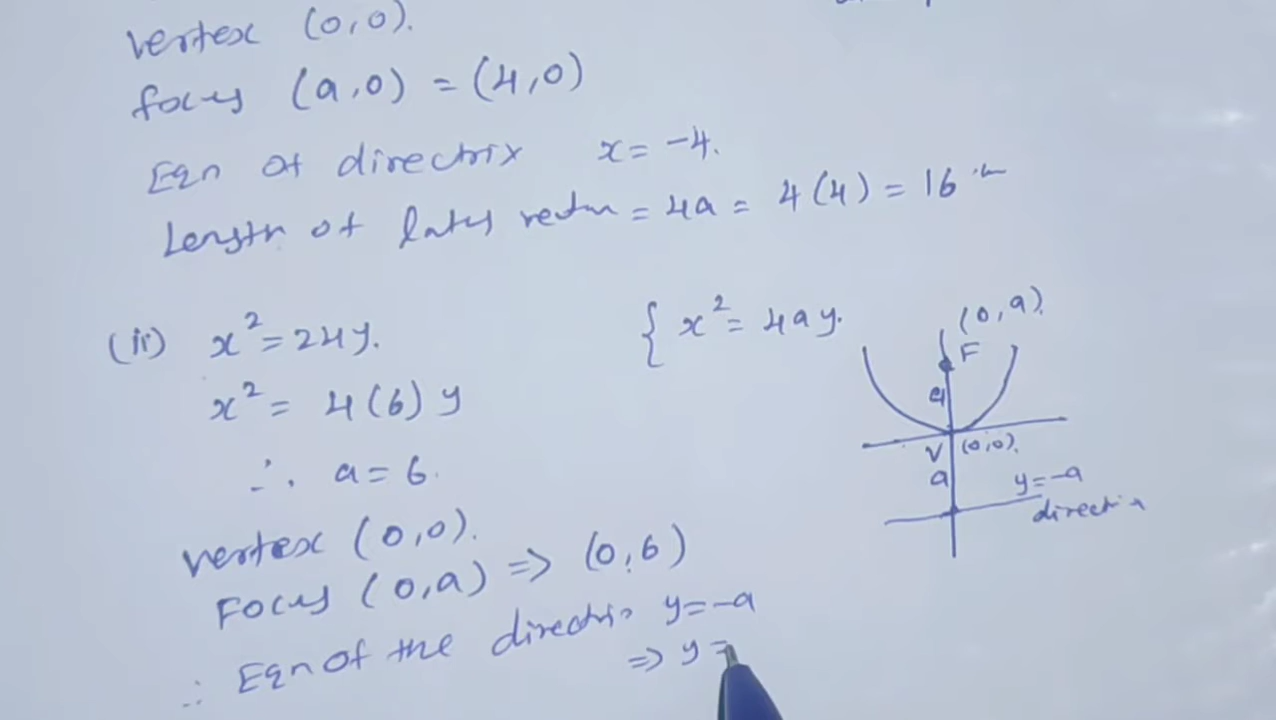 vertex (0,0).
focus (a,0) = (4,0)
Eqn of directrix x = -4.
Length of latus rectum = 4a = 4(4) = 16
(ii) x² = 24y.
{ x² = 4ay.
(0,a).
F
a
x² = 4(6)y
V (0,0).
∴ a = 6.
a
y = -a
directrix
vertex (0,0).
Focus (0,a) => (0,6)
∴ Eqn of the directrix y = -a
=> y =